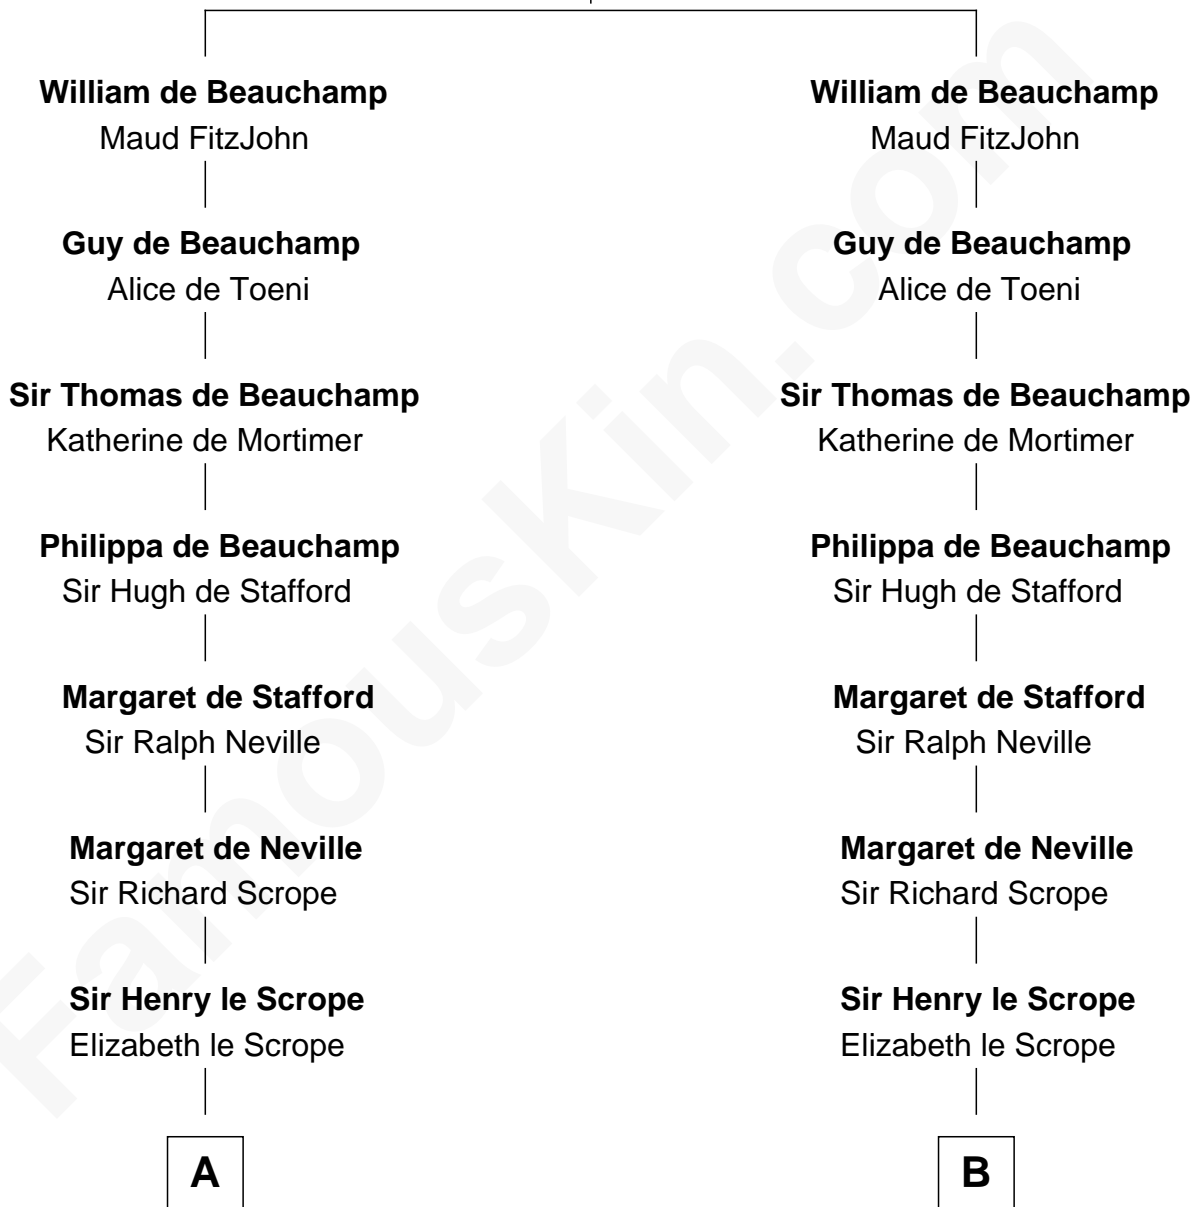 William de Beauchamp
Maud FitzJohn
Guy de Beauchamp
Alice de Toeni
Sir Thomas de Beauchamp
Katherine de Mortimer
Philippa de Beauchamp
Sir Hugh de Stafford
Margaret de Stafford
Sir Ralph Neville
Margaret de Neville
Sir Richard Scrope
Sir Henry le Scrope
Elizabeth le Scrope
A
William de Beauchamp
Maud FitzJohn
Guy de Beauchamp
Alice de Toeni
Sir Thomas de Beauchamp
Katherine de Mortimer
Philippa de Beauchamp
Sir Hugh de Stafford
Margaret de Stafford
Sir Ralph Neville
Margaret de Neville
Sir Richard Scrope
Sir Henry le Scrope
Elizabeth le Scrope
B
FamousKin.com